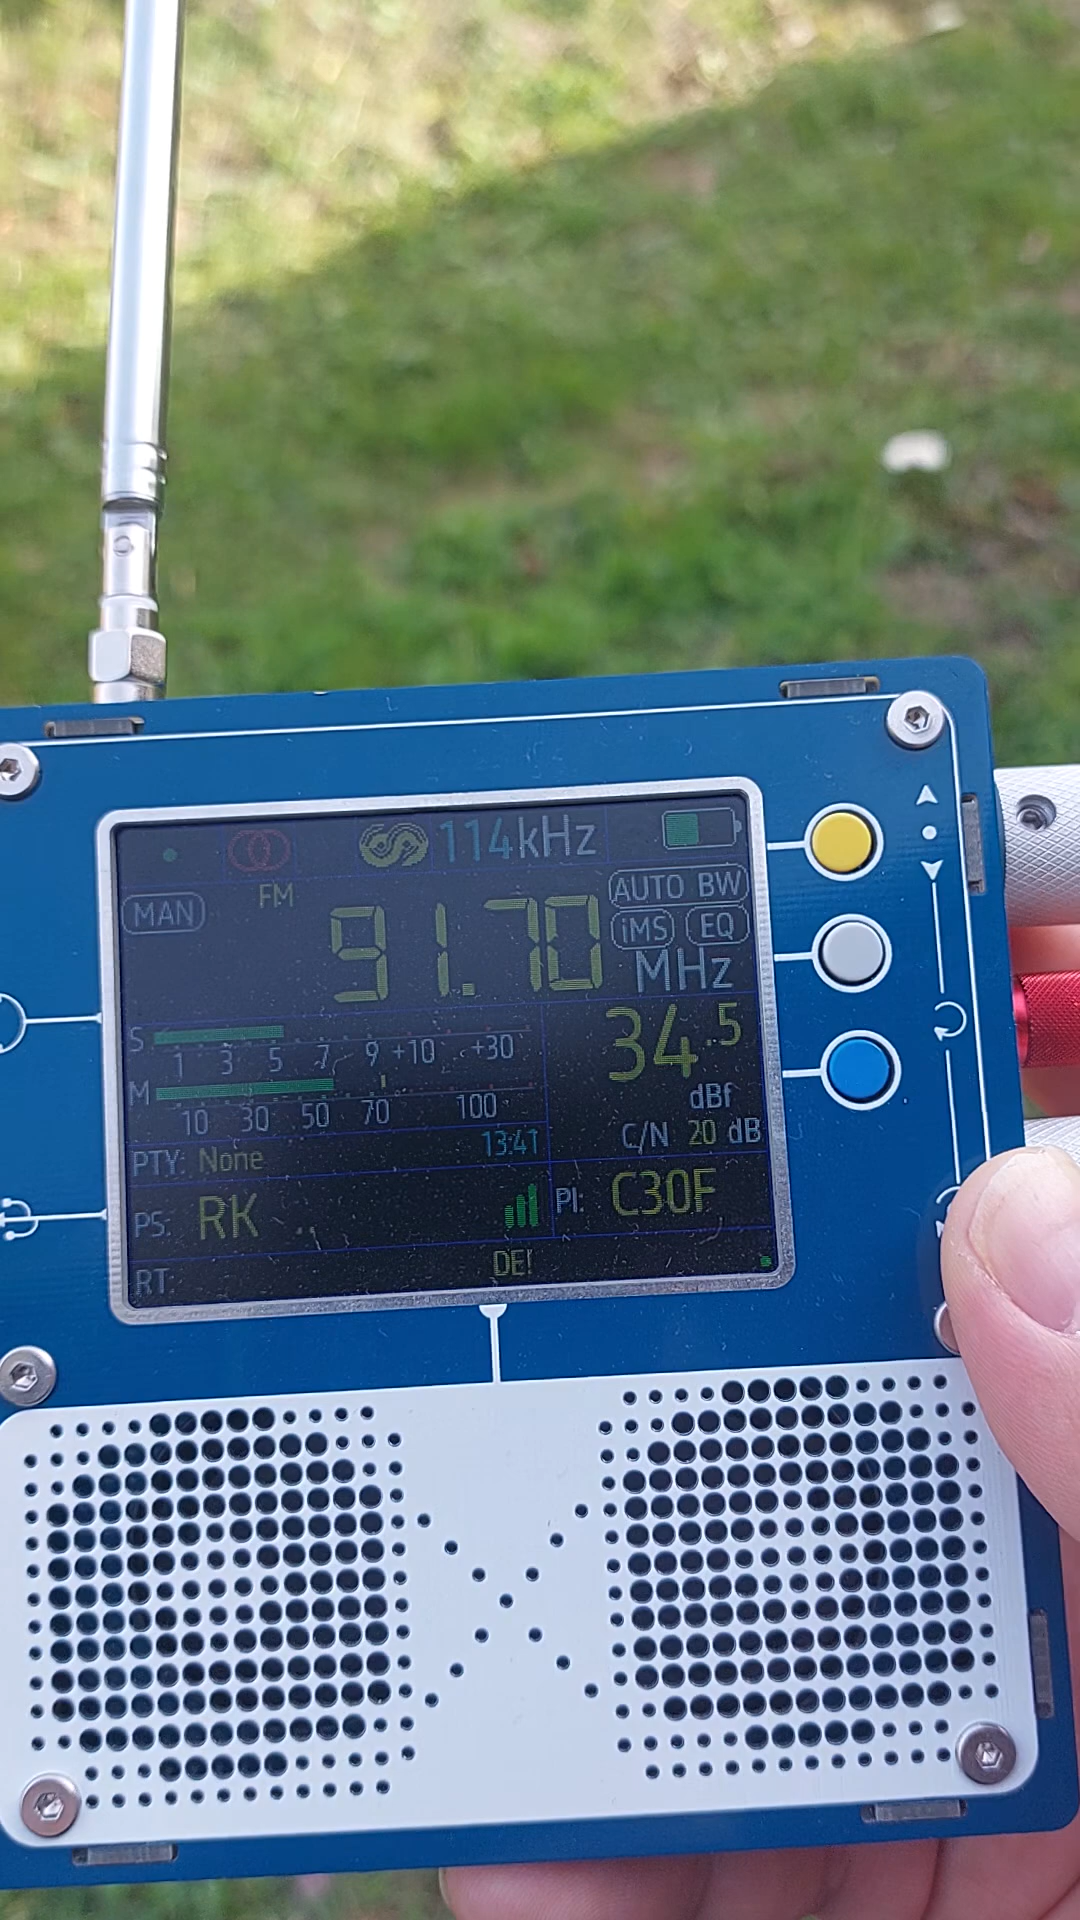 114kHz
FM
AUTO BW
MAN
91.70
iMS EQ
MHz
S
1 3 5 7 9 +10 +30
34.5
M
10 30 50 70 100
dBf
C/N 20 dB
PTY: None
13:41
PS: RK
PI: C30F
RT: DE!